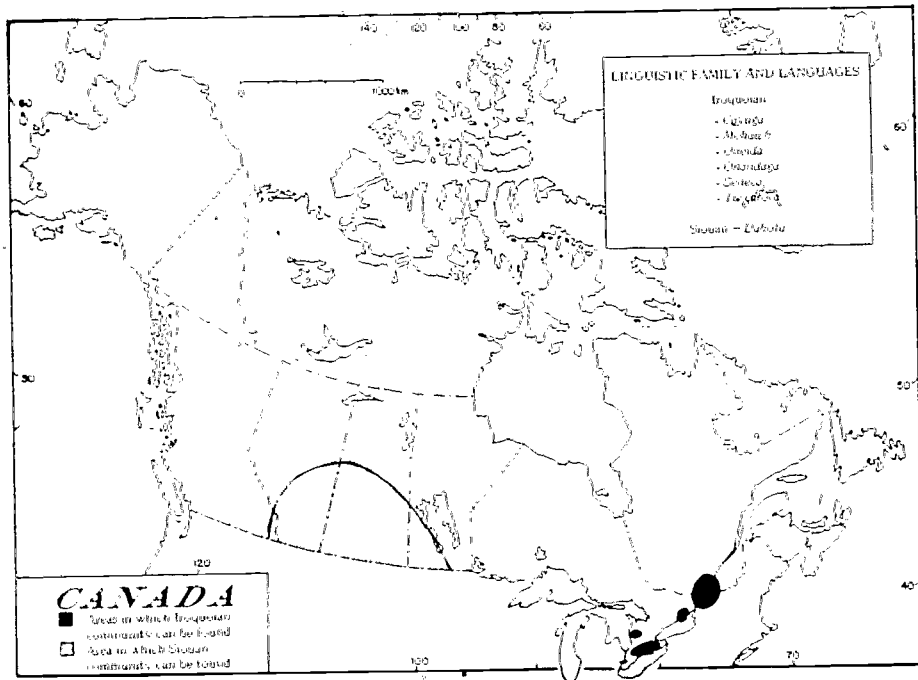 140 120 100 80 60
0 1000 km
LINGUISTIC FAMILY AND LANGUAGES
Iroquoian
- Cayuga
- Mohawk
- Oneida
- Onondaga
- Seneca
- Tuscarora
Siouan - Dakota
60
50
50
120
40
CANADA
Areas in which Iroquoian
communities can be found
Area in which Siouan
communities can be found
100
70